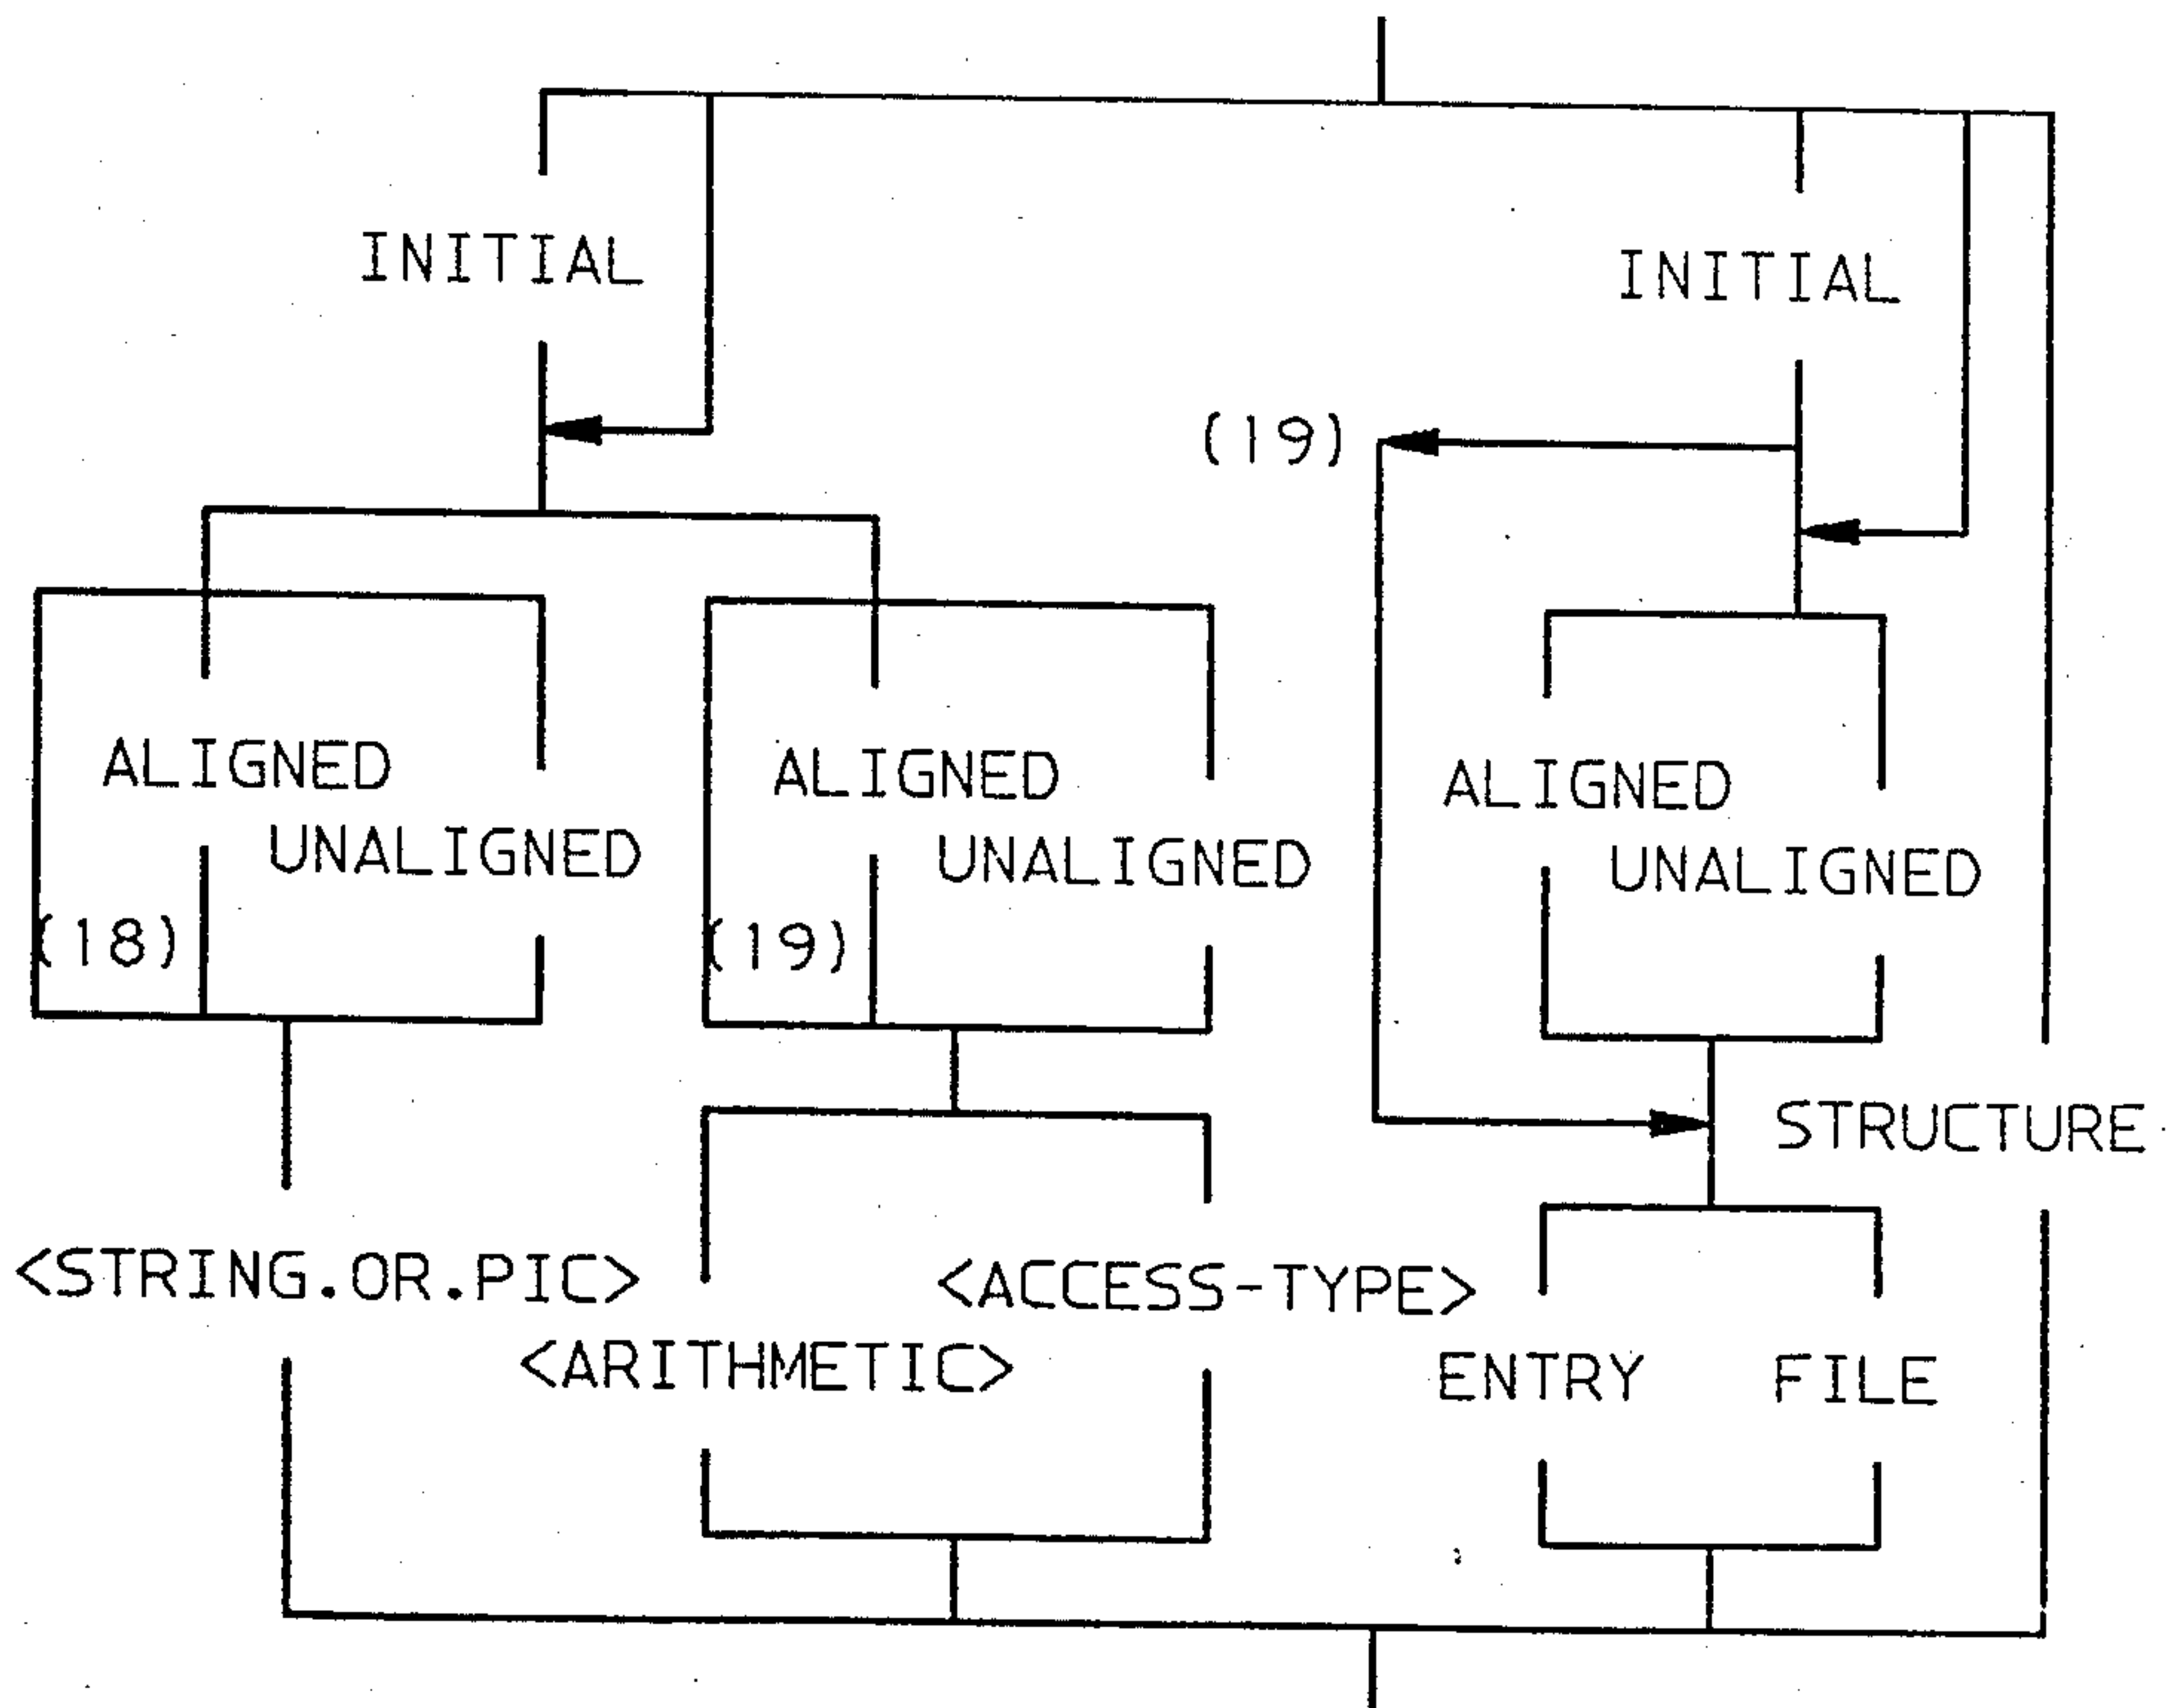 INITIAL INITIAL
(19)
ALIGNED ALIGNED ALIGNED
UNALIGNED UNALIGNED UNALIGNED
(18) (19)
STRUCTURE
<STRING.OR.PIC> <ACCESS-TYPE>
<ARITHMETIC> ENTRY FILE